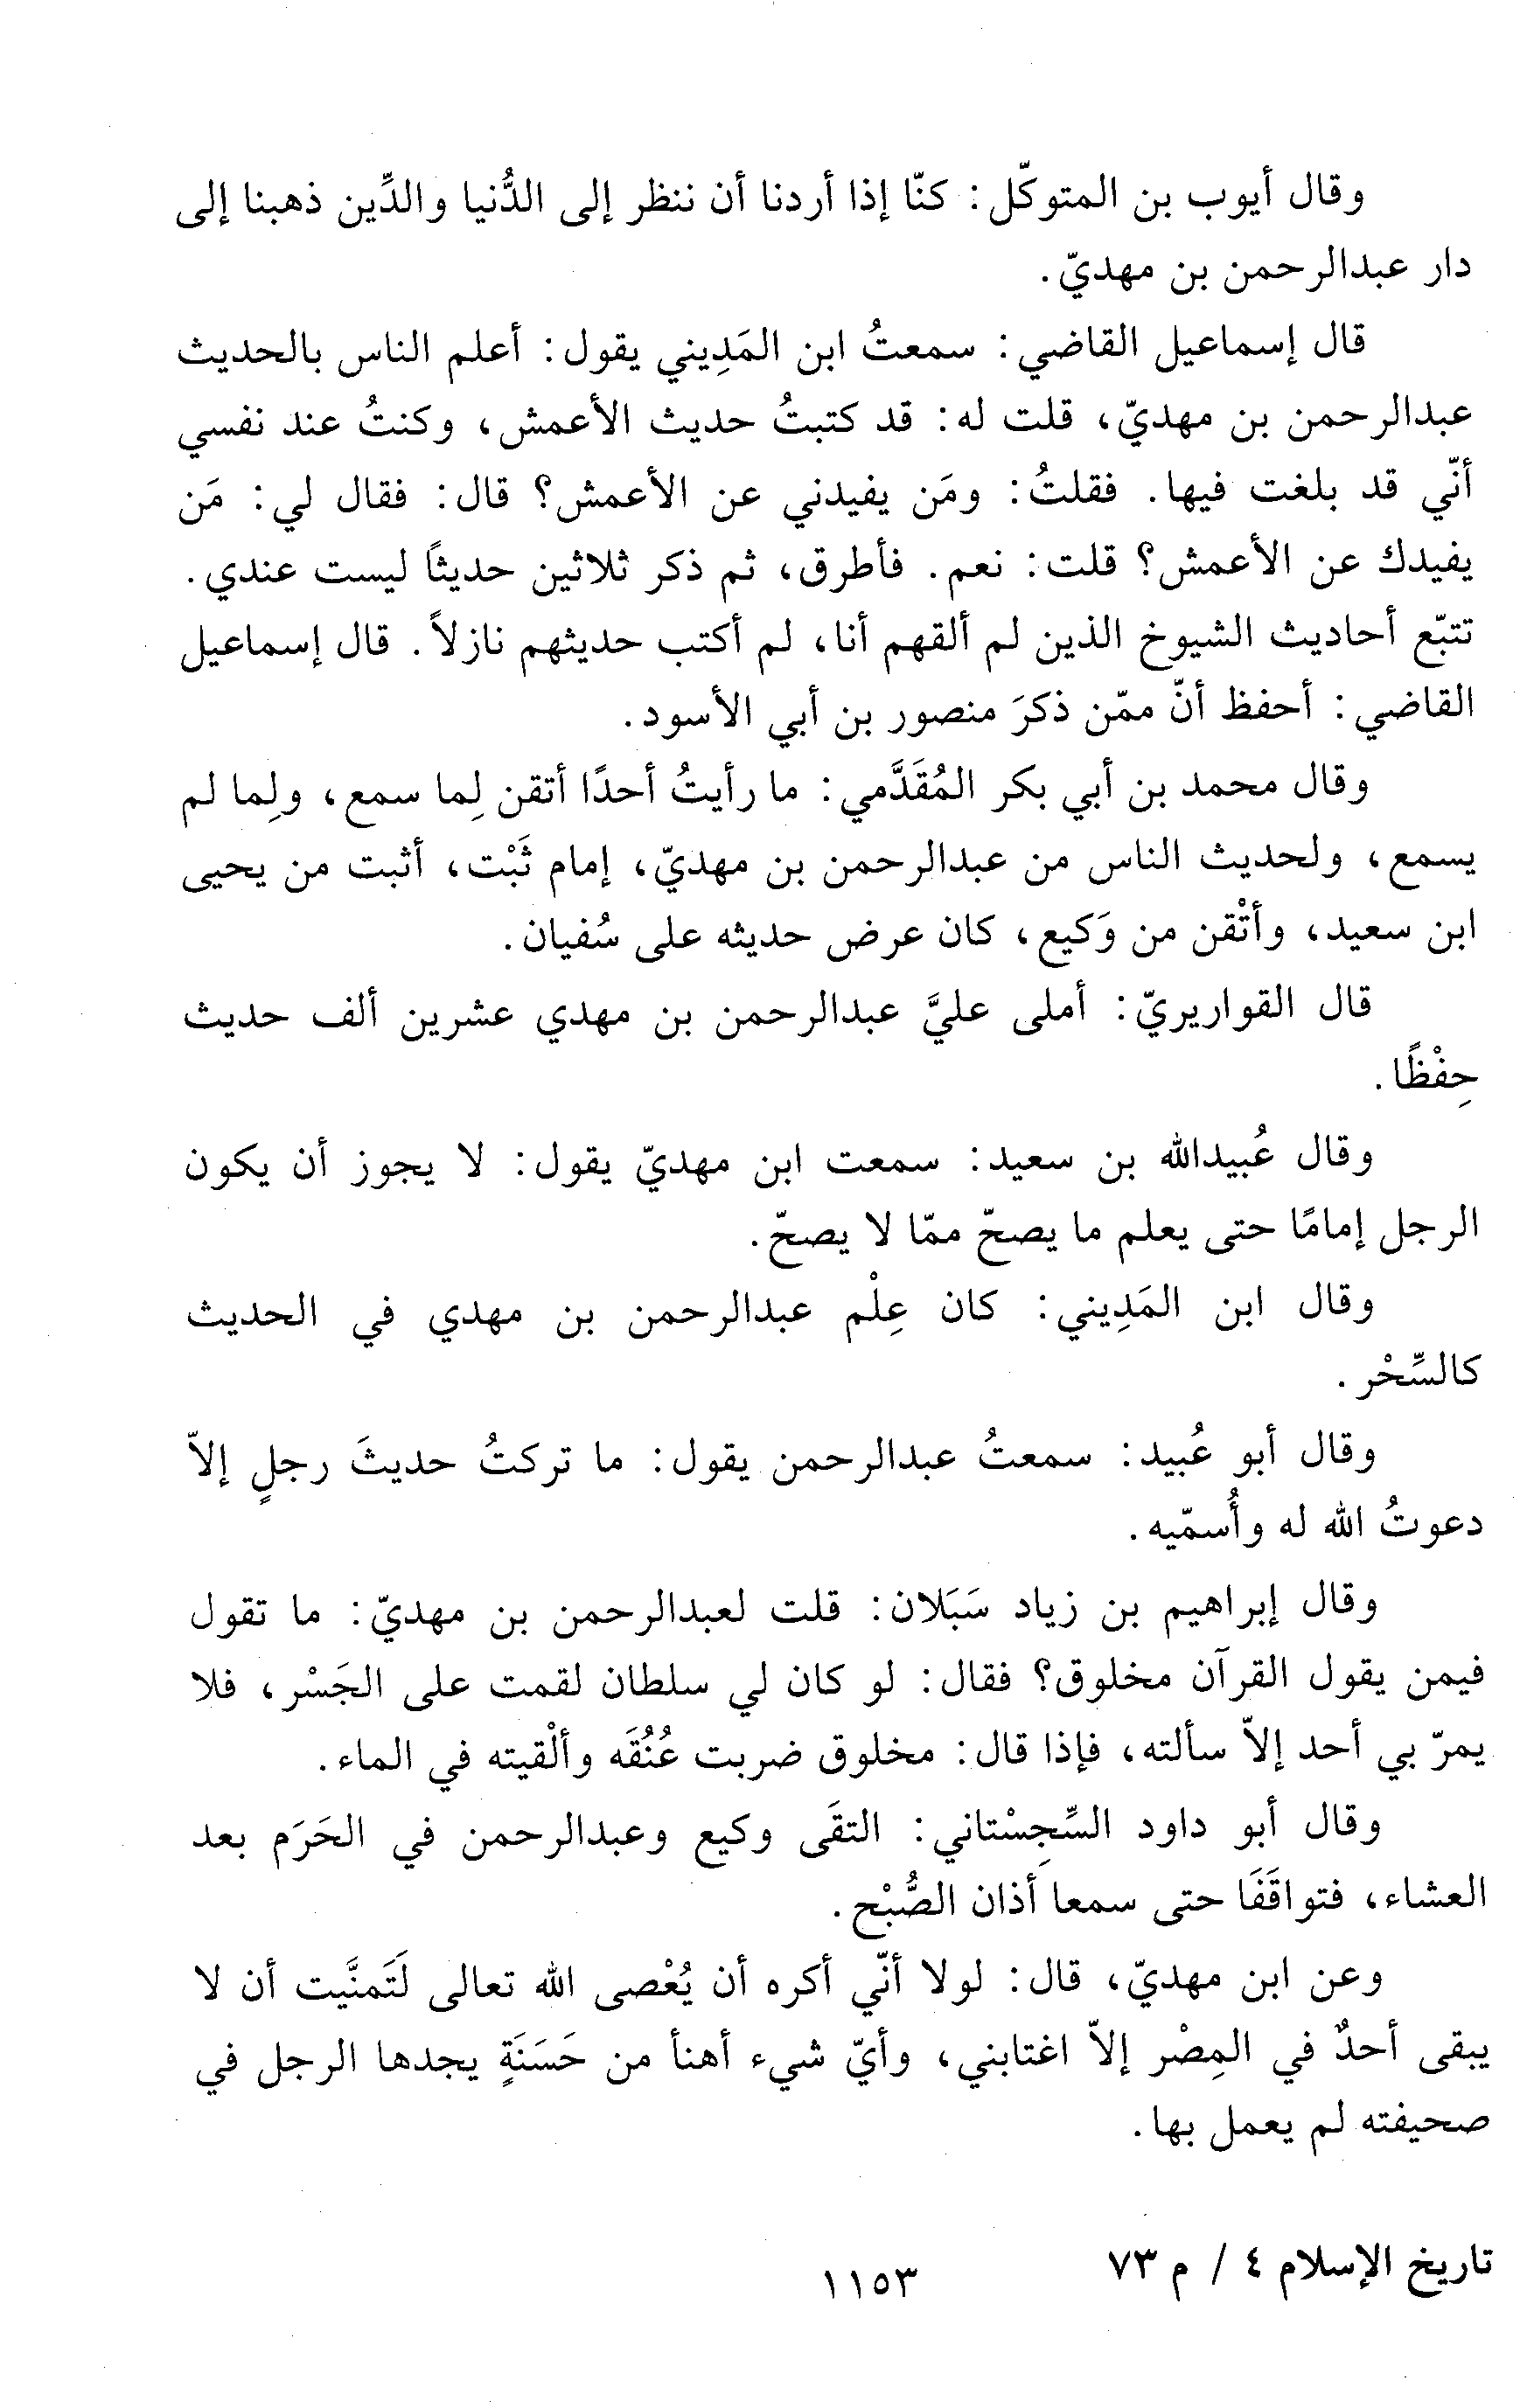 وقال أيوب بن المتوكّل: كنّا إذا أردنا أن ننظر إلى الدُّنيا والدِّين ذهبنا إلى
دار عبدالرحمن بن مهديّ.
قال إسماعيل القاضي: سمعتُ ابن المَدِيني يقول: أعلم الناس بالحديث
عبدالرحمن بن مهديّ، قلت له: قد كتبتُ حديث الأعمش، وكنتُ عند نفسي
أنّي قد بلغت فيها. فقلتُ: ومَن يفيدني عن الأعمش؟ قال: فقال لي: مَن
يفيدك عن الأعمش؟ قلت: نعم. فأطرق، ثم ذكر ثلاثين حديثًا ليست عندي.
تتبّع أحاديث الشيوخ الذين لم ألقهم أنا، لم أكتب حديثهم نازلاً. قال إسماعيل
القاضي: أحفظ أنّ ممّن ذكرَ منصور بن أبي الأسود.
وقال محمد بن أبي بكر المُقَدَّمي: ما رأيتُ أحدًا أتقن لِما سمع، ولِما لم
يسمع، ولحديث الناس من عبدالرحمن بن مهديّ، إمام ثَبْت، أثبت من يحيى
ابن سعيد، وأتْقن من وَكيع، كان عرض حديثه على سُفيان.
قال القواريريّ: أملى عليَّ عبدالرحمن بن مهدي عشرين ألف حديث
حِفْظًا.
وقال عُبيدالله بن سعيد: سمعت ابن مهديّ يقول: لا يجوز أن يكون
الرجل إمامًا حتى يعلم ما يصحّ ممّا لا يصحّ.
وقال ابن المَدِيني: كان عِلْم عبدالرحمن بن مهدي في الحديث
كالسِّحْر.
وقال أبو عُبيد: سمعتُ عبدالرحمن يقول: ما تركتُ حديثَ رجلٍ إلاّ
دعوتُ الله له وأُسمّيه.
وقال إبراهيم بن زياد سَبَلان: قلت لعبدالرحمن بن مهديّ: ما تقول
فيمن يقول القرآن مخلوق؟ فقال: لو كان لي سلطان لقمت على الجَسْر، فلا
يمرّ بي أحد إلاّ سألته، فإذا قال: مخلوق ضربت عُنُقَه وألْقيته في الماء.
وقال أبو داود السِّجِسْتاني: التقَى وكيع وعبدالرحمن في الحَرَم بعد
العشاء، فتواقَفَا حتى سمعا أذان الصُّبْح.
وعن ابن مهديّ، قال: لولا أنّي أكره أن يُعْصى الله تعالى لَتَمنَّيت أن لا
يبقى أحدٌ في المِصْر إلاّ اغتابني، وأيّ شيء أهنأ من حَسَنَةٍ يجدها الرجل في
صحيفته لم يعمل بها.
تاريخ الإسلام ٤ / م ٧٣
١١٥٣